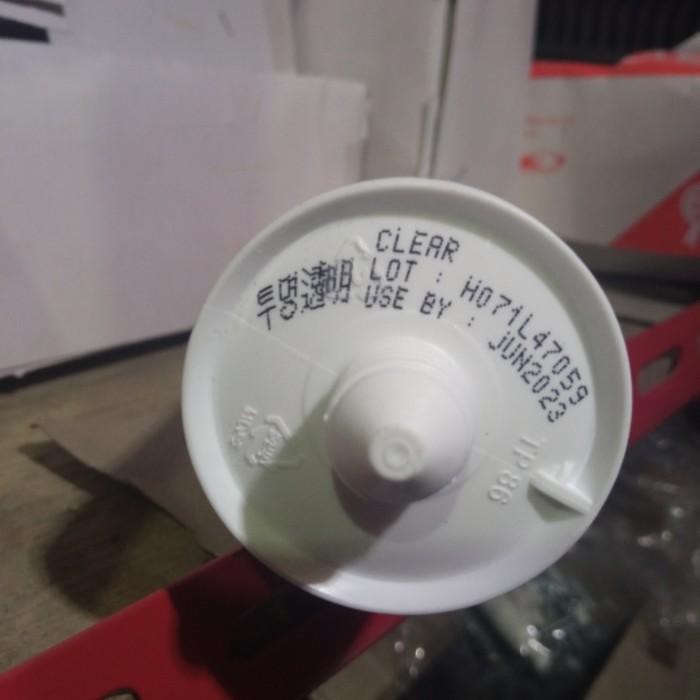 CLEAR
투명 透明 LOT : H071L47059
USE BY : JUN2023
TP86